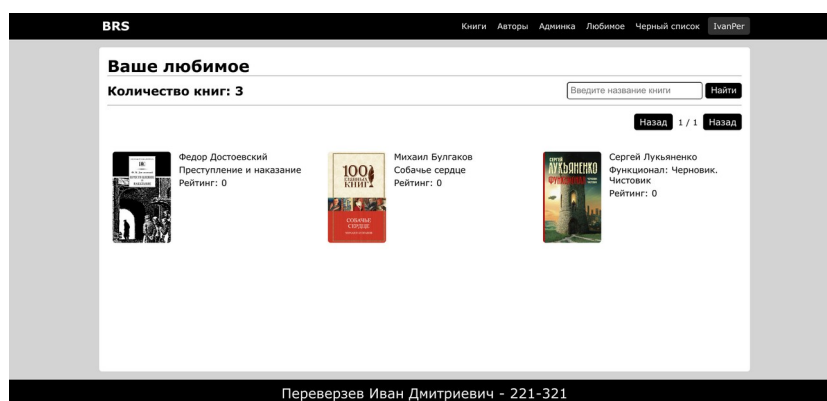 BRS
Книги Авторы Админка Любимое Черный список IvanPer
Ваше любимое
Количество книг: 3
Введите название книги Найти
Назад 1 / 1 Назад
Федор Достоевский
Преступление и наказание
Рейтинг: 0
100
ГЛАВНЫХ
КНИГ
СОБАЧЬЕ
СЕРДЦЕ
Михаил Булгаков
Собачье сердце
Рейтинг: 0
СЕРГЕЙ
ЛУКЬЯНЕНКО
Сергей Лукьяненко
Функционал: Черновик.
Чистовик
Рейтинг: 0
Переверзев Иван Дмитриевич - 221-321